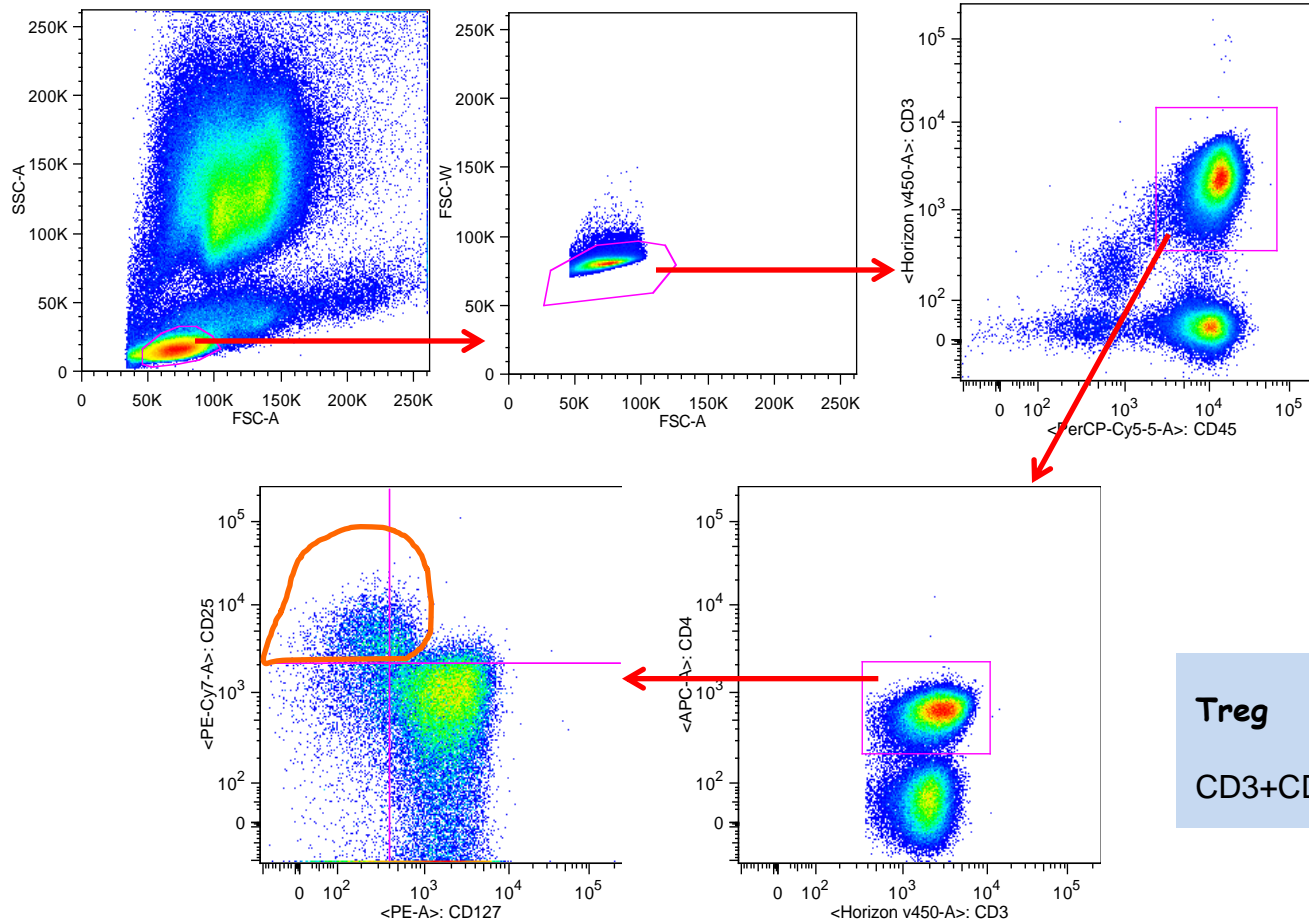 250K
200K
150K
100K
50K
0
SSC-A
0 50K 100K 150K 200K 250K
FSC-A
250K
200K
150K
100K
50K
0
FSC-W
0 50K 100K 150K 200K 250K
FSC-A
10^5
10^4
10^3
10^2
0
<Horizon v450-A>: CD3
0 10^2 10^3 10^4 10^5
<PerCP-Cy5-5-A>: CD45
10^5
10^4
10^3
10^2
0
<PE-Cy7-A>: CD25
0 10^2 10^3 10^4 10^5
<PE-A>: CD127
10^5
10^4
10^3
10^2
0
<APC-A>: CD4
0 10^2 10^3 10^4 10^5
<Horizon v450-A>: CD3
Treg
CD3+CD